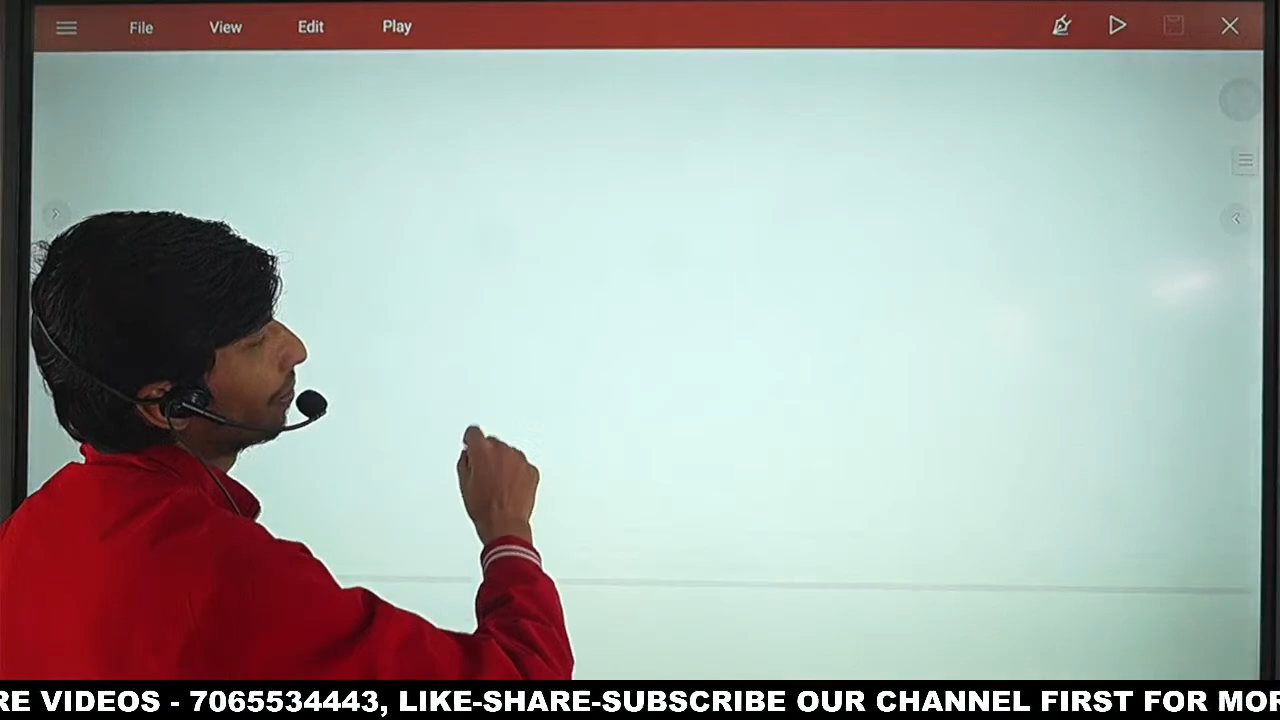 File View Edit Play
RE VIDEOS - 7065534443, LIKE-SHARE-SUBSCRIBE OUR CHANNEL FIRST FOR MOR